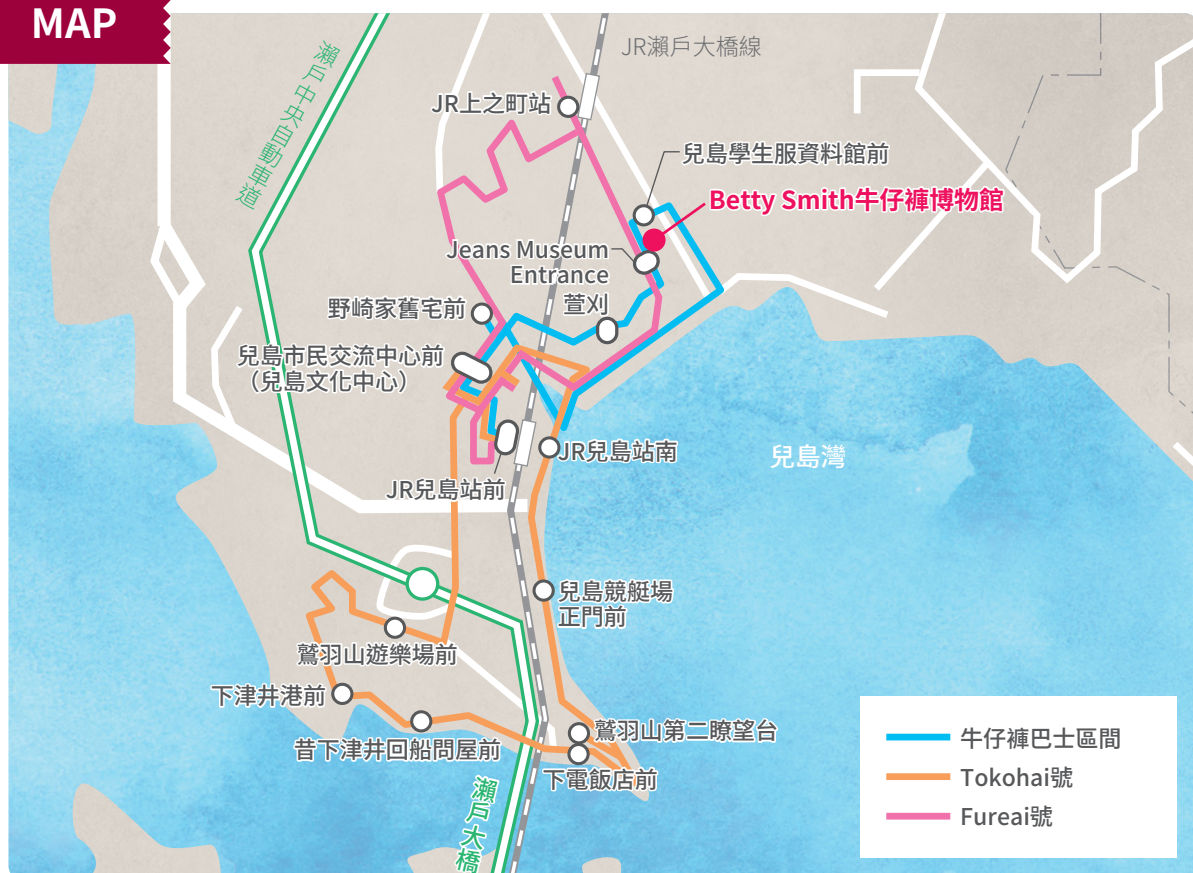 MAP
JR瀨戶大橋線
瀨戶中央自動車道
JR上之町站
兒島學生服資料館前
Betty Smith牛仔褲博物館
Jeans Museum
Entrance
萱刈
野崎家舊宅前
兒島市民交流中心前
（兒島文化中心）
JR兒島站南
兒島灣
JR兒島站前
兒島競艇場
正門前
鷲羽山遊樂場前
下津井港前
昔下津井回船問屋前
鷲羽山第二瞭望台
下電飯店前
瀨戶大橋
牛仔褲巴士區間
Tokohai號
Fureai號